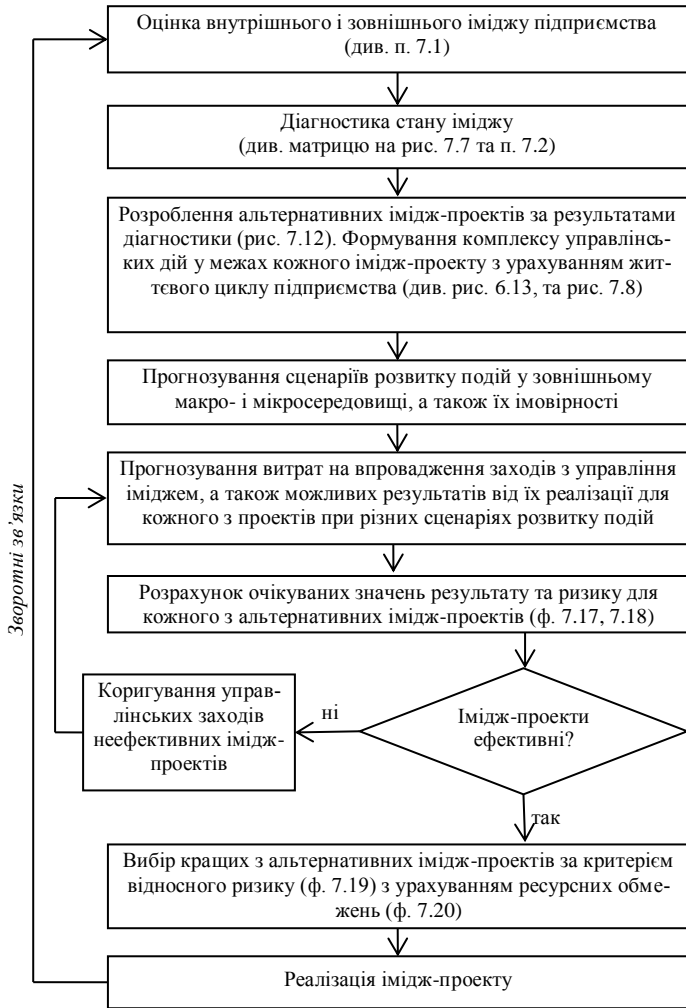 Оцінка внутрішнього і зовнішнього іміджу підприємства
(див. п. 7.1)
Діагностика стану іміджу
(див. матрицю на рис. 7.7 та п. 7.2)
Розроблення альтернативних імідж-проектів за результатами
діагностики (рис. 7.12). Формування комплексу управлінсь-
ких дій у межах кожного імідж-проекту з урахуванням жит-
тєвого циклу підприємства (див. рис. 6.13, та рис. 7.8)
Прогнозування сценаріїв розвитку подій у зовнішньому
макро- і мікросередовищі, а також їх імовірності
Прогнозування витрат на впровадження заходів з управління
іміджем, а також можливих результатів від їх реалізації для
кожного з проектів при різних сценаріях розвитку подій
Розрахунок очікуваних значень результату та ризику для
кожного з альтернативних імідж-проектів (ф. 7.17, 7.18)
Зворотні зв’язки
Коригування управ-
лінських заходів
неефективних імідж-
проектів
ні
Імідж-проекти
ефективні?
так
Вибір кращих з альтернативних імідж-проектів за критерієм
відносного ризику (ф. 7.19) з урахуванням ресурсних обме-
жень (ф. 7.20)
Реалізація імідж-проекту